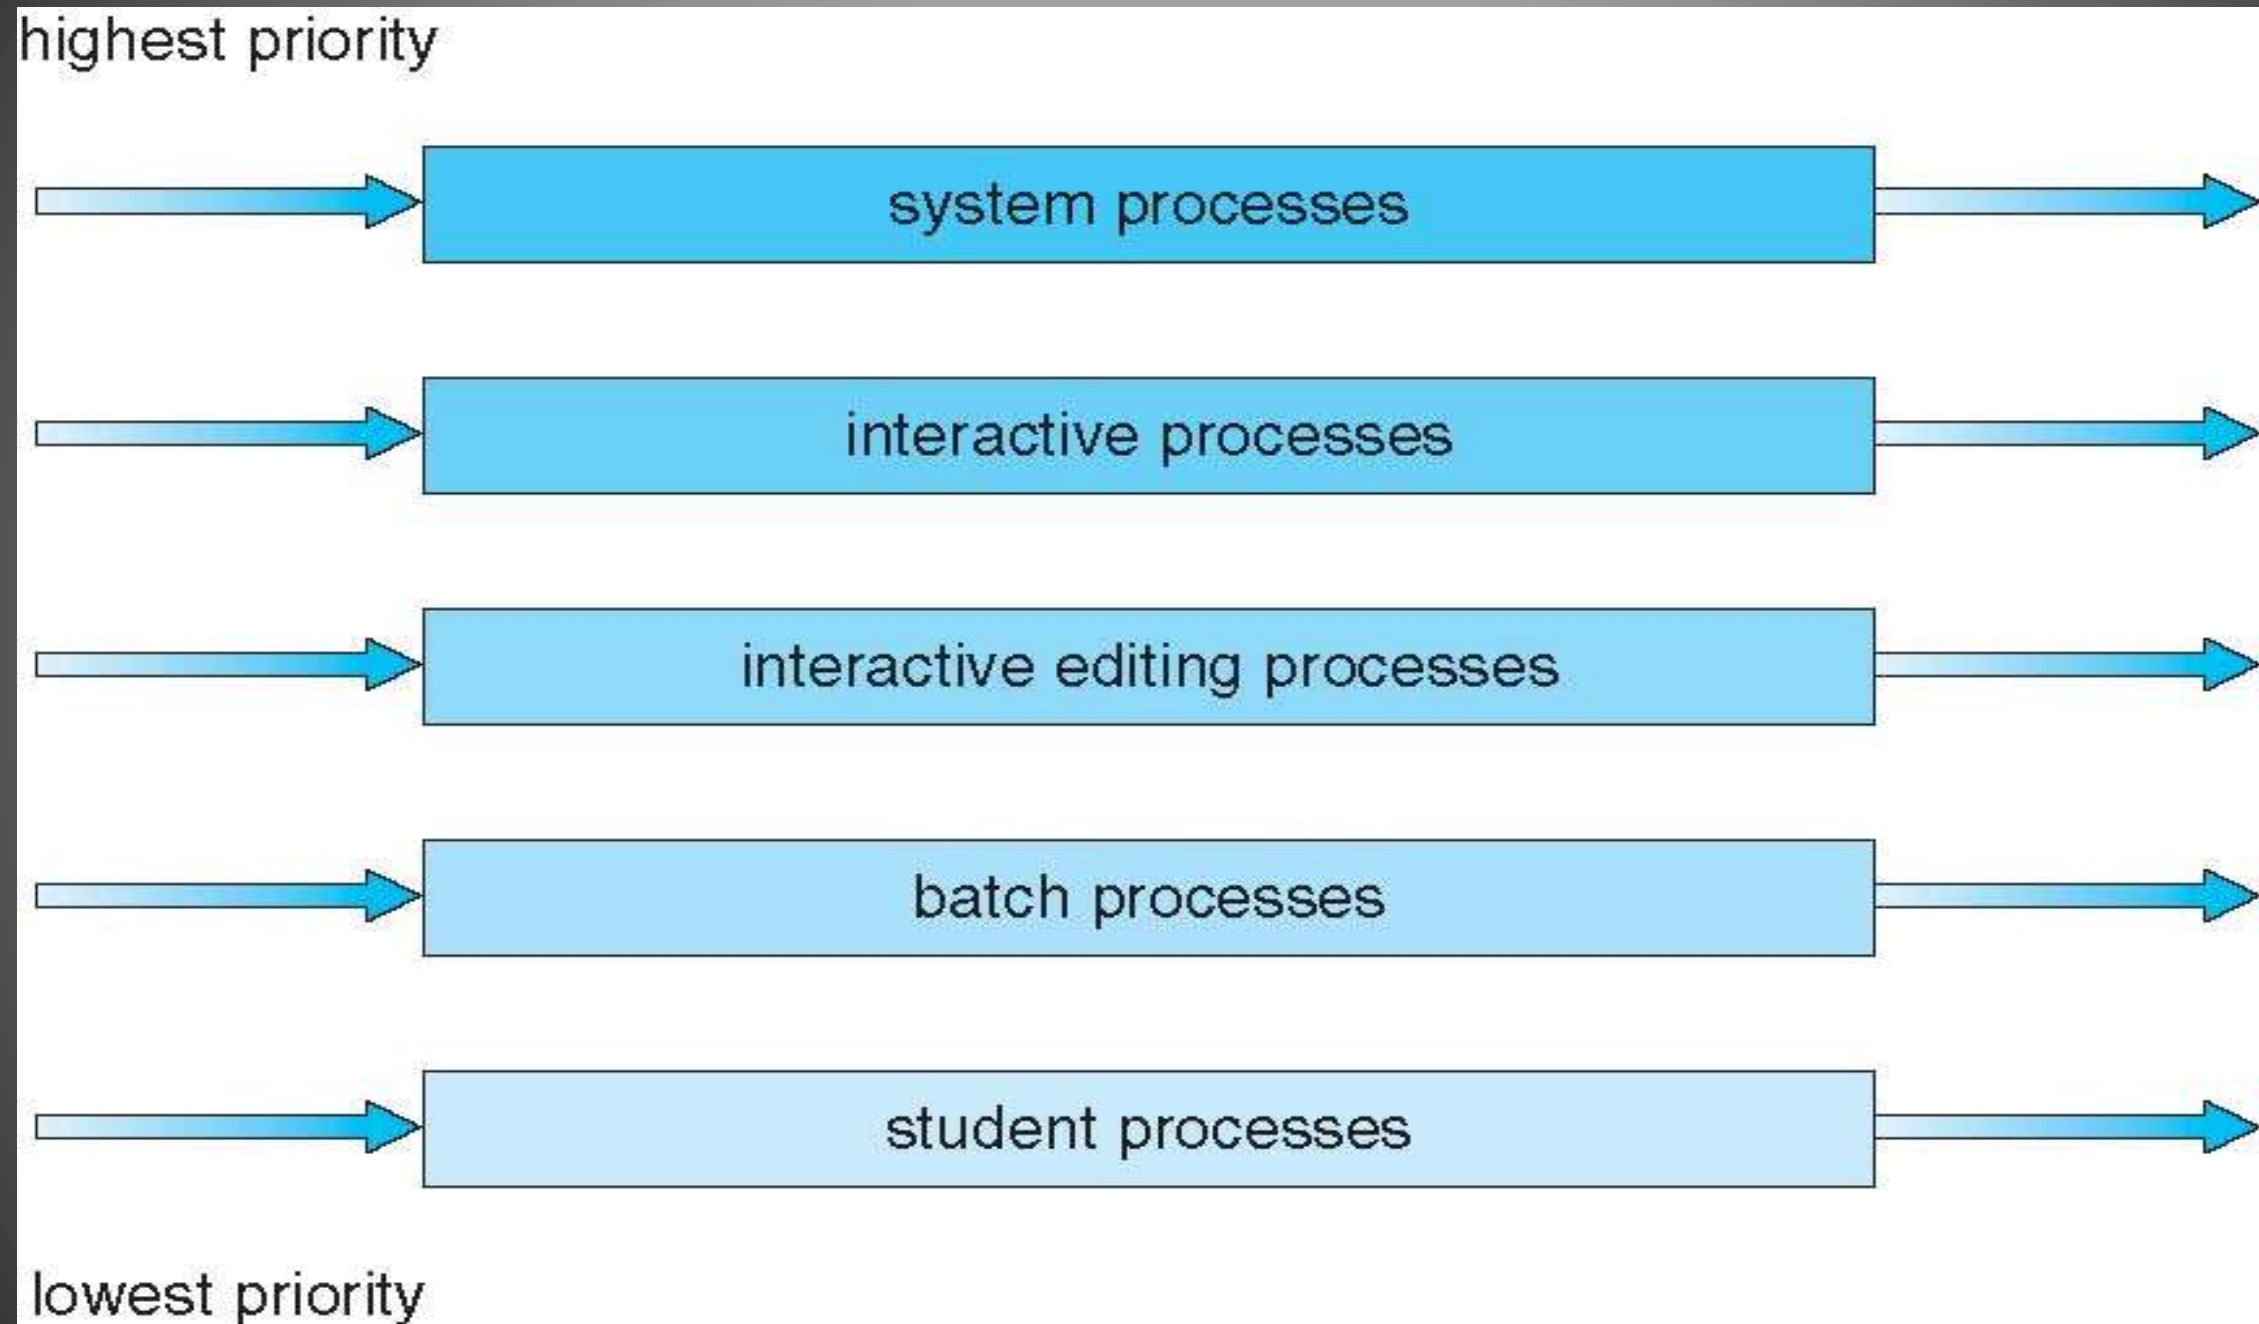 highest priority
system processes
interactive processes
interactive editing processes
batch processes
student processes
lowest priority